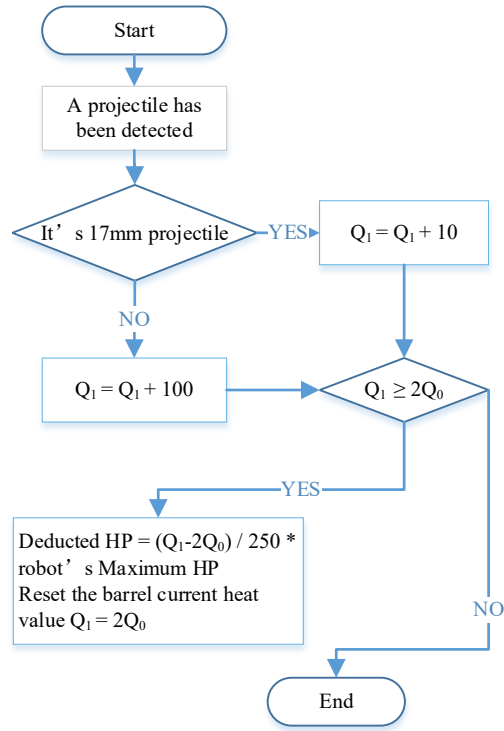 Start
A projectile has
been detected
It’s 17mm projectile
YES
Q₁ = Q₁ + 10
NO
Q₁ = Q₁ + 100
Q₁ ≥ 2Q₀
YES
Deducted HP = (Q₁-2Q₀) / 250 *
robot’s Maximum HP
Reset the barrel current heat
value Q₁ = 2Q₀
NO
End